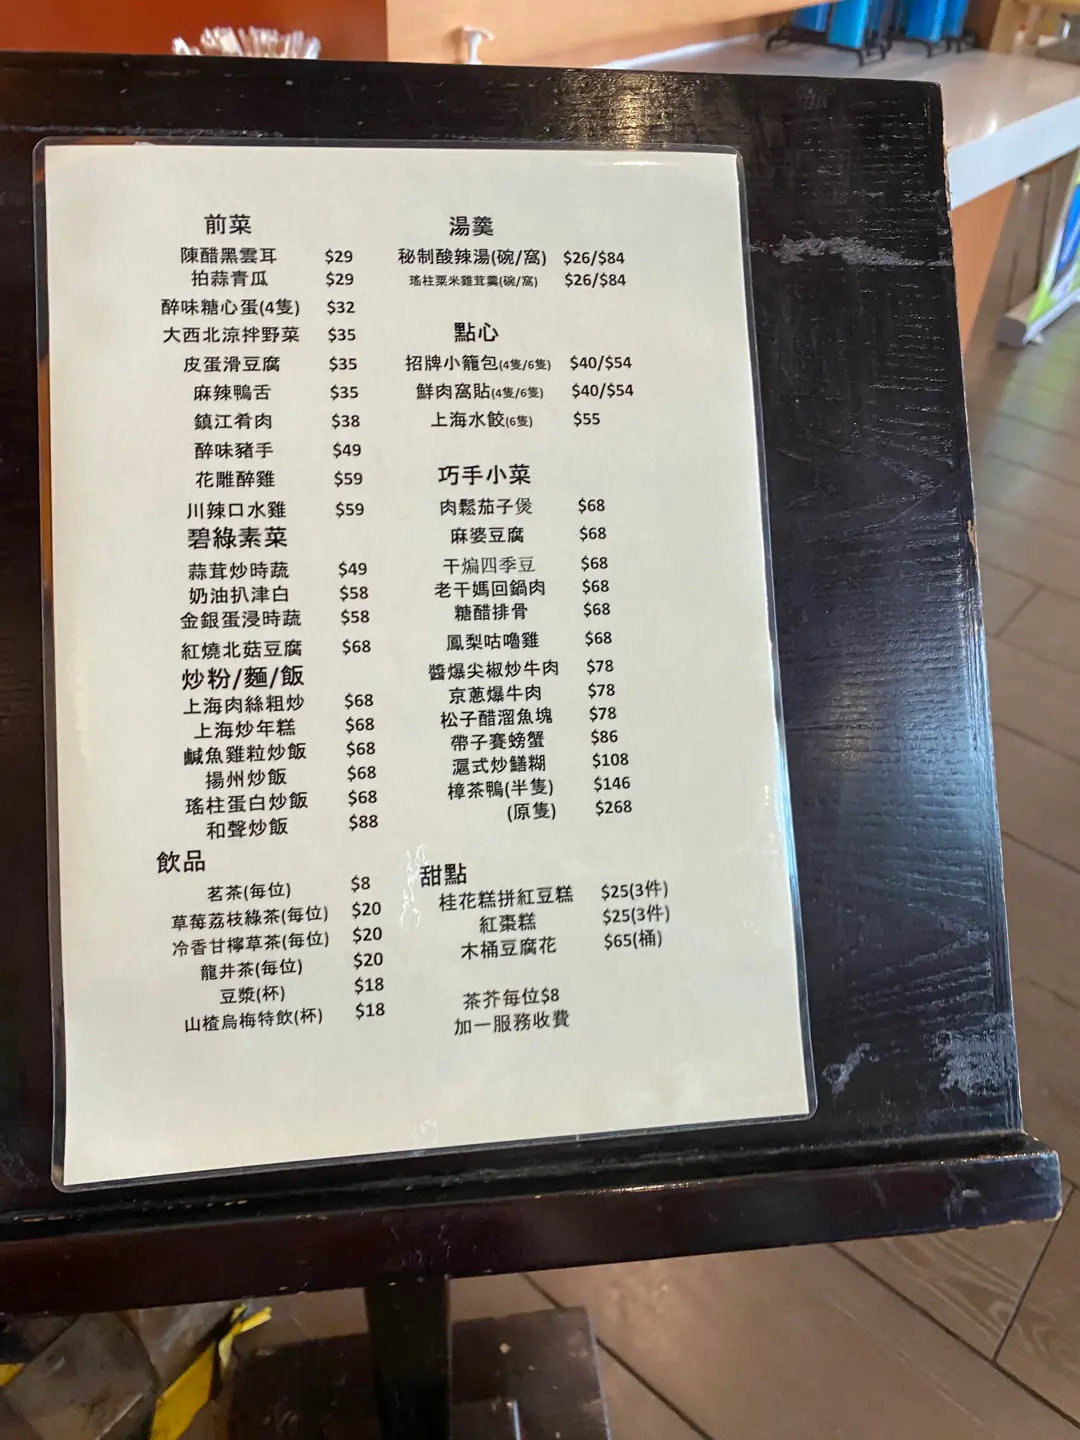 前菜
陳醋黑雲耳 $29
拍蒜青瓜 $29
醉味糖心蛋(4隻) $32
大西北涼拌野菜 $35
皮蛋滑豆腐 $35
麻辣鴨舌 $35
鎮江肴肉 $38
醉味豬手 $49
花雕醉雞 $59
川辣口水雞 $59
碧綠素菜
蒜茸炒時蔬 $49
奶油扒津白 $58
金銀蛋浸時蔬 $58
紅燒北菇豆腐 $68
炒粉/麵/飯
上海肉絲粗炒 $68
上海炒年糕 $68
鹹魚雞粒炒飯 $68
揚州炒飯 $68
瑤柱蛋白炒飯 $68
和聲炒飯 $88
飲品
茗茶(每位) $8
草莓荔枝綠茶(每位) $20
冷香甘檸草茶(每位) $20
龍井茶(每位) $20
豆漿(杯) $18
山楂烏梅特飲(杯) $18
湯羹
秘制酸辣湯(碗/窩) $26/$84
瑤柱粟米雞茸羹(碗/窩) $26/$84
點心
招牌小籠包(4隻/6隻) $40/$54
鮮肉窩貼(4隻/6隻) $40/$54
上海水餃(6隻) $55
巧手小菜
肉鬆茄子煲 $68
麻婆豆腐 $68
干煸四季豆 $68
老干媽回鍋肉 $68
糖醋排骨 $68
鳳梨咕嚕雞 $68
醬爆尖椒炒牛肉 $78
京蔥爆牛肉 $78
松子醋溜魚塊 $78
帶子賽螃蟹 $86
滬式炒鱔糊 $108
樟茶鴨(半隻) $146
(原隻) $268
甜點
桂花糕拼紅豆糕 $25(3件)
紅棗糕 $25(3件)
木桶豆腐花 $65(桶)
茶芥每位$8
加一服務收費